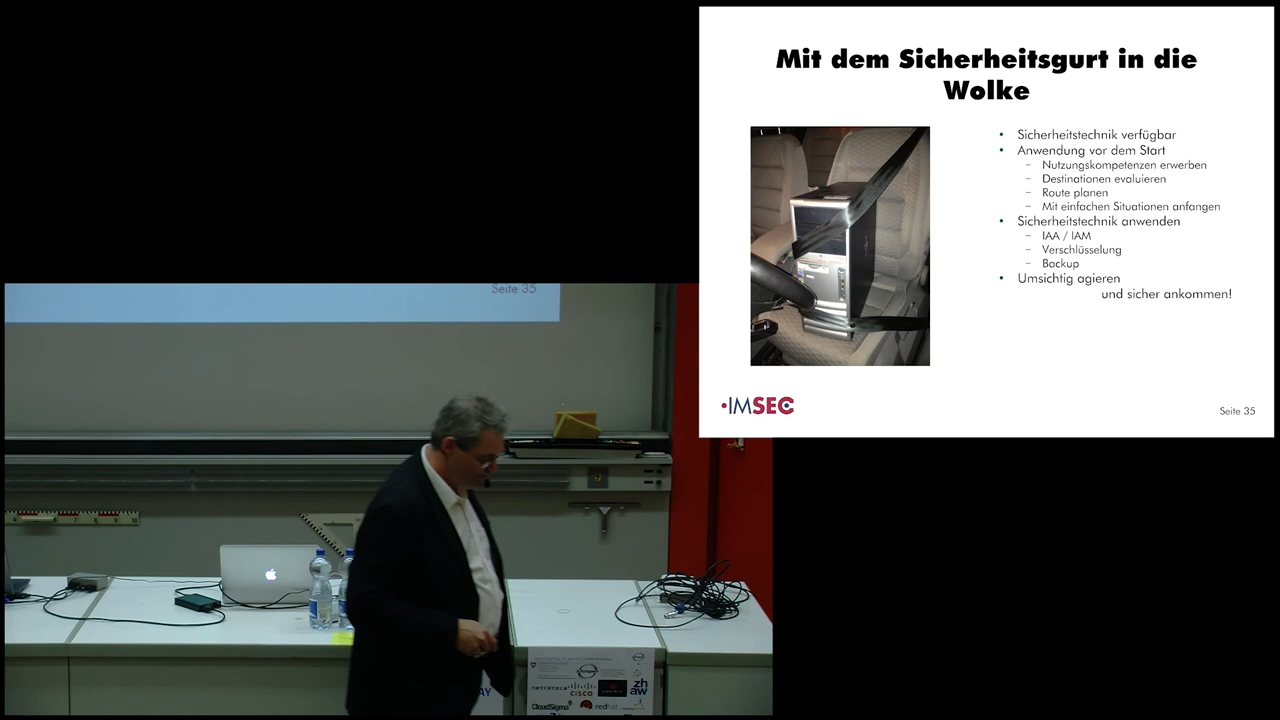 Mit dem Sicherheitsgurt in die
Wolke
• Sicherheitstechnik verfügbar
• Anwendung vor dem Start
– Nutzungskompetenzen erwerben
– Destinationen evaluieren
– Route planen
– Mit einfachen Situationen anfangen
• Sicherheitstechnik anwenden
– IAA / IAM
– Verschlüsselung
– Backup
• Umsichtig agieren
und sicher ankommen!
IMSEC
Seite 35
Seite 35
netcetera
CISCO
zh
aw
CloudSigma
redhat
AY